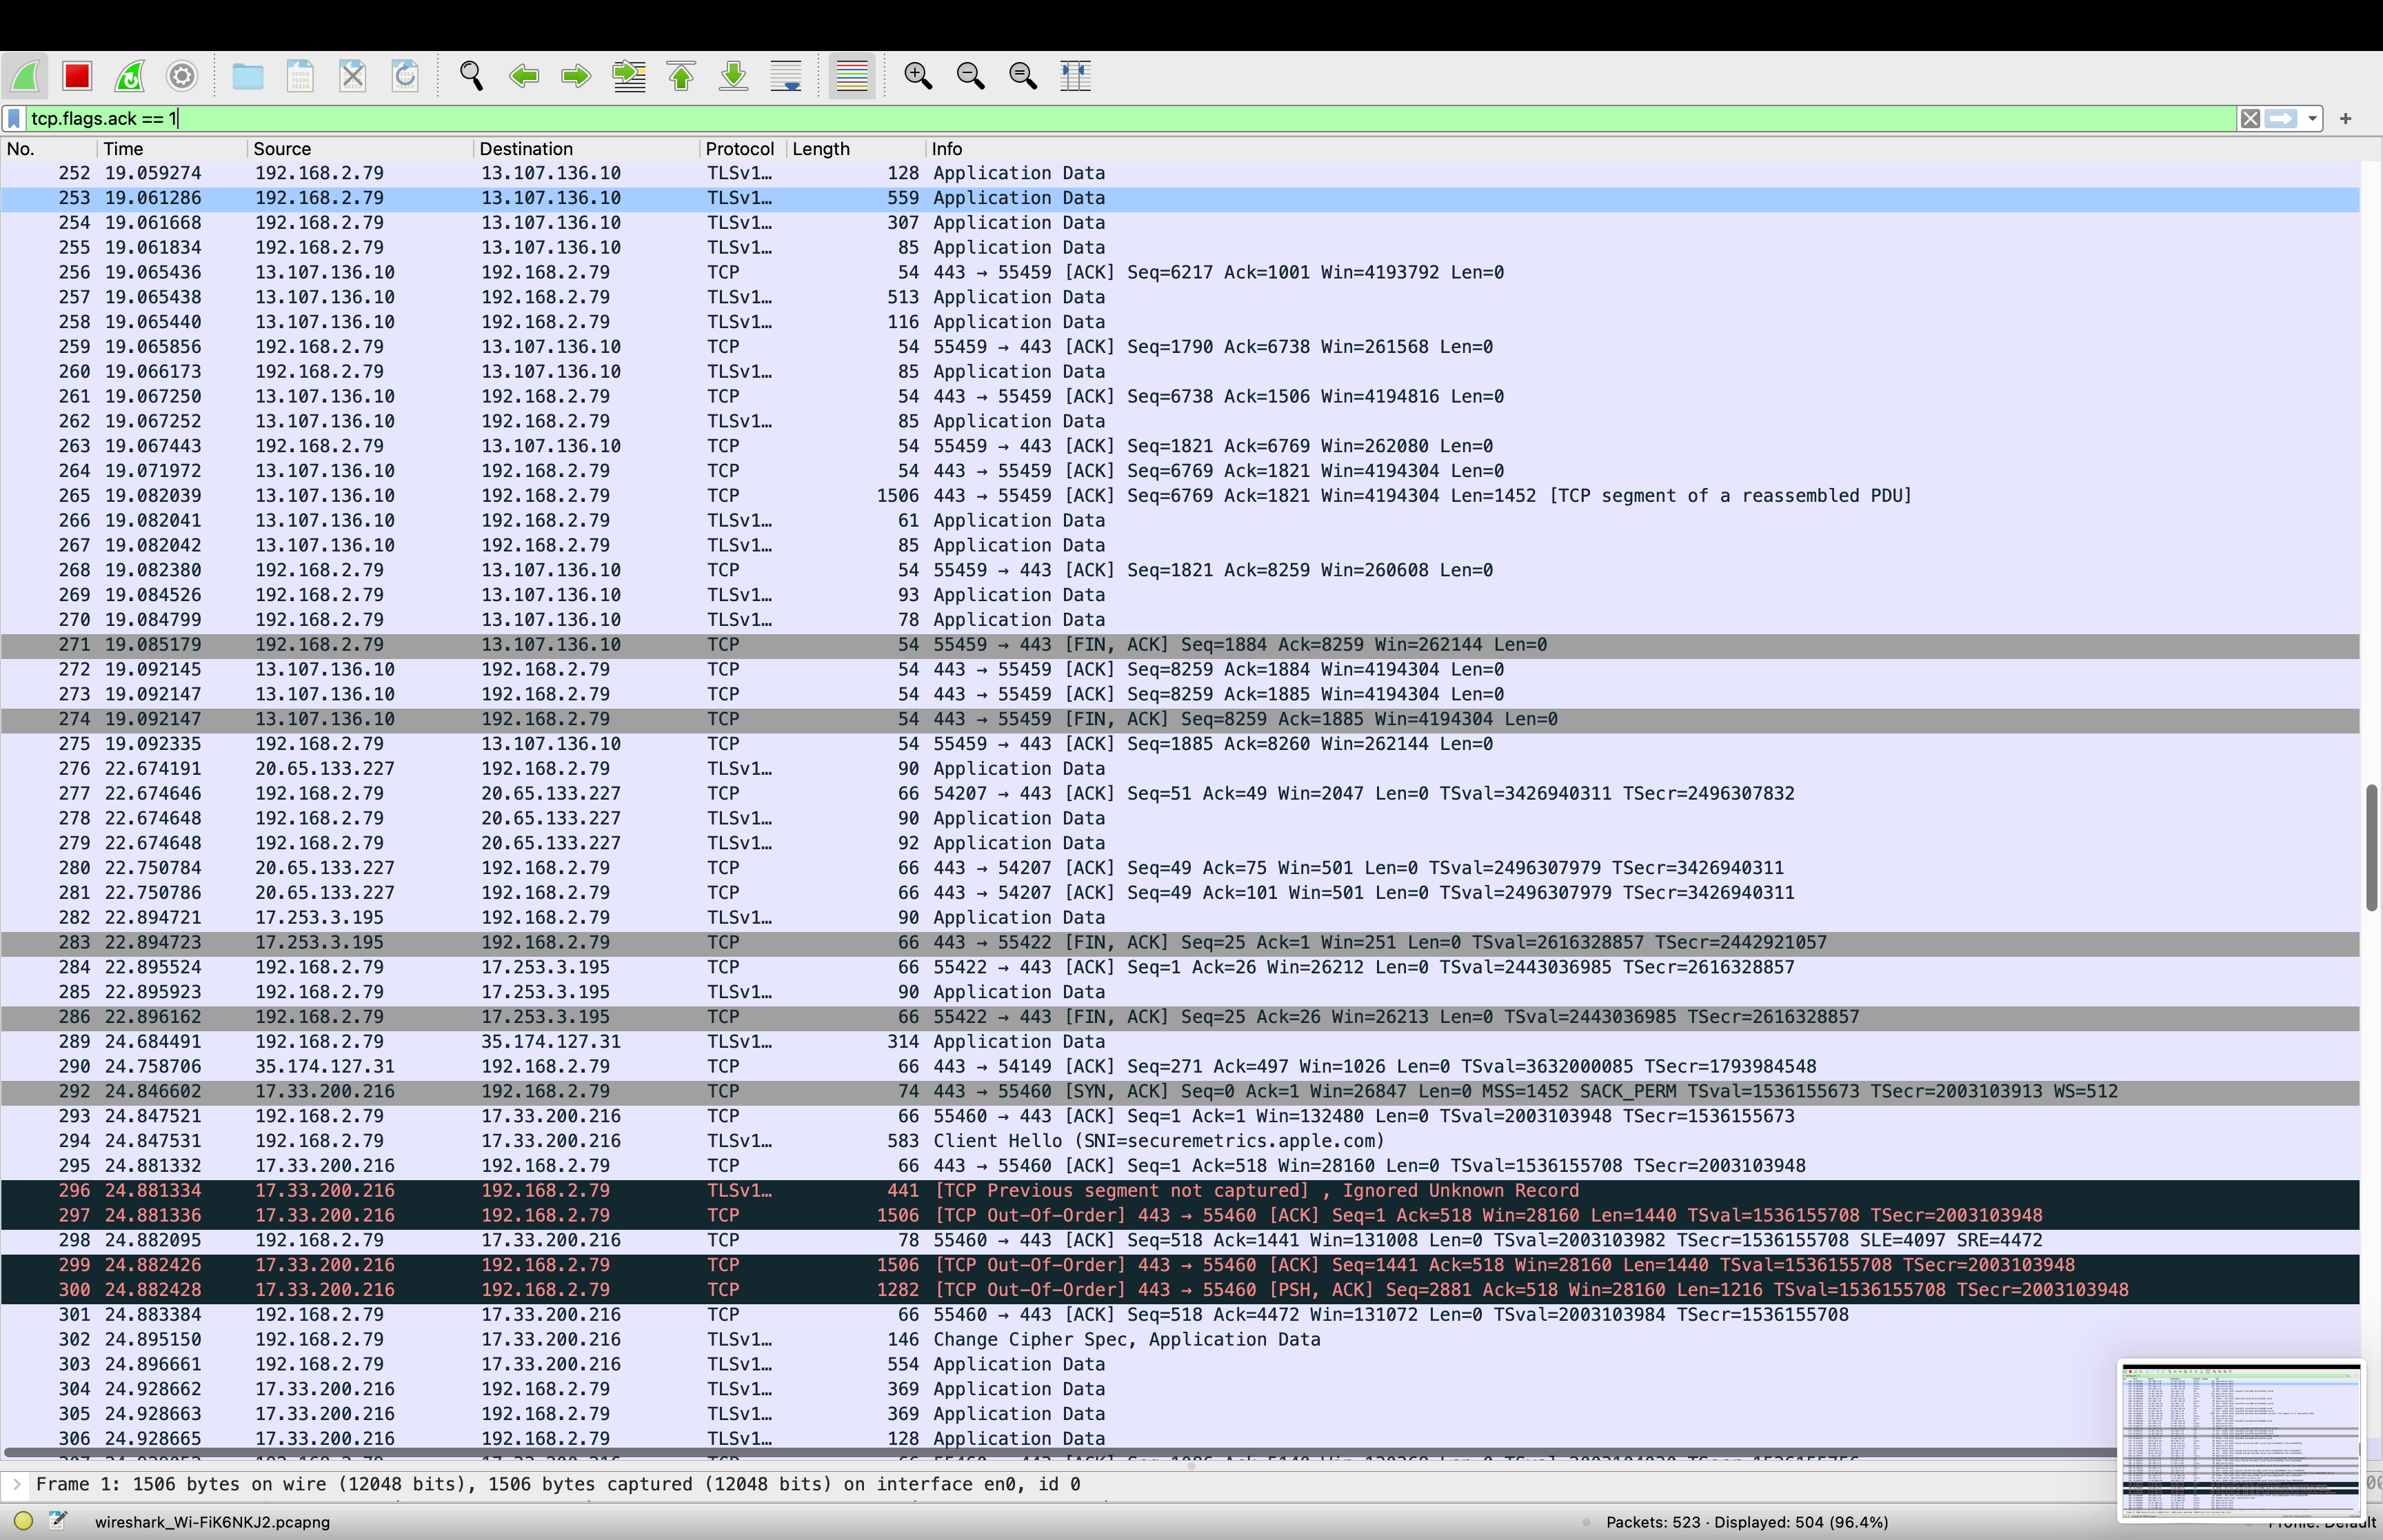 tcp.flags.ack == 1
No. Time Source Destination Protocol Length Info
252 19.059274 192.168.2.79 13.107.136.10 TLSv1… 128 Application Data
253 19.061286 192.168.2.79 13.107.136.10 TLSv1… 559 Application Data
254 19.061668 192.168.2.79 13.107.136.10 TLSv1… 307 Application Data
255 19.061834 192.168.2.79 13.107.136.10 TLSv1… 85 Application Data
256 19.065436 13.107.136.10 192.168.2.79 TCP 54 443 → 55459 [ACK] Seq=6217 Ack=1001 Win=4193792 Len=0
257 19.065438 13.107.136.10 192.168.2.79 TLSv1… 513 Application Data
258 19.065440 13.107.136.10 192.168.2.79 TLSv1… 116 Application Data
259 19.065856 192.168.2.79 13.107.136.10 TCP 54 55459 → 443 [ACK] Seq=1790 Ack=6738 Win=261568 Len=0
260 19.066173 192.168.2.79 13.107.136.10 TLSv1… 85 Application Data
261 19.067250 13.107.136.10 192.168.2.79 TCP 54 443 → 55459 [ACK] Seq=6738 Ack=1506 Win=4194816 Len=0
262 19.067252 13.107.136.10 192.168.2.79 TLSv1… 85 Application Data
263 19.067443 192.168.2.79 13.107.136.10 TCP 54 55459 → 443 [ACK] Seq=1821 Ack=6769 Win=262080 Len=0
264 19.071972 13.107.136.10 192.168.2.79 TCP 54 443 → 55459 [ACK] Seq=6769 Ack=1821 Win=4194304 Len=0
265 19.082039 13.107.136.10 192.168.2.79 TCP 1506 443 → 55459 [ACK] Seq=6769 Ack=1821 Win=4194304 Len=1452 [TCP segment of a reassembled PDU]
266 19.082041 13.107.136.10 192.168.2.79 TLSv1… 61 Application Data
267 19.082042 13.107.136.10 192.168.2.79 TLSv1… 85 Application Data
268 19.082380 192.168.2.79 13.107.136.10 TCP 54 55459 → 443 [ACK] Seq=1821 Ack=8259 Win=260608 Len=0
269 19.084526 192.168.2.79 13.107.136.10 TLSv1… 93 Application Data
270 19.084799 192.168.2.79 13.107.136.10 TLSv1… 78 Application Data
271 19.085179 192.168.2.79 13.107.136.10 TCP 54 55459 → 443 [FIN, ACK] Seq=1884 Ack=8259 Win=262144 Len=0
272 19.092145 13.107.136.10 192.168.2.79 TCP 54 443 → 55459 [ACK] Seq=8259 Ack=1884 Win=4194304 Len=0
273 19.092147 13.107.136.10 192.168.2.79 TCP 54 443 → 55459 [ACK] Seq=8259 Ack=1885 Win=4194304 Len=0
274 19.092147 13.107.136.10 192.168.2.79 TCP 54 443 → 55459 [FIN, ACK] Seq=8259 Ack=1885 Win=4194304 Len=0
275 19.092335 192.168.2.79 13.107.136.10 TCP 54 55459 → 443 [ACK] Seq=1885 Ack=8260 Win=262144 Len=0
276 22.674191 20.65.133.227 192.168.2.79 TLSv1… 90 Application Data
277 22.674646 192.168.2.79 20.65.133.227 TCP 66 54207 → 443 [ACK] Seq=51 Ack=49 Win=2047 Len=0 TSval=3426940311 TSecr=2496307832
278 22.674648 192.168.2.79 20.65.133.227 TLSv1… 90 Application Data
279 22.674648 192.168.2.79 20.65.133.227 TLSv1… 92 Application Data
280 22.750784 20.65.133.227 192.168.2.79 TCP 66 443 → 54207 [ACK] Seq=49 Ack=75 Win=501 Len=0 TSval=2496307979 TSecr=3426940311
281 22.750786 20.65.133.227 192.168.2.79 TCP 66 443 → 54207 [ACK] Seq=49 Ack=101 Win=501 Len=0 TSval=2496307979 TSecr=3426940311
282 22.894721 17.253.3.195 192.168.2.79 TLSv1… 90 Application Data
283 22.894723 17.253.3.195 192.168.2.79 TCP 66 443 → 55422 [FIN, ACK] Seq=25 Ack=1 Win=251 Len=0 TSval=2616328857 TSecr=2442921057
284 22.895524 192.168.2.79 17.253.3.195 TCP 66 55422 → 443 [ACK] Seq=1 Ack=26 Win=26212 Len=0 TSval=2443036985 TSecr=2616328857
285 22.895923 192.168.2.79 17.253.3.195 TLSv1… 90 Application Data
286 22.896162 192.168.2.79 17.253.3.195 TCP 66 55422 → 443 [FIN, ACK] Seq=25 Ack=26 Win=26213 Len=0 TSval=2443036985 TSecr=2616328857
289 24.684491 192.168.2.79 35.174.127.31 TLSv1… 314 Application Data
290 24.758706 35.174.127.31 192.168.2.79 TCP 66 443 → 54149 [ACK] Seq=271 Ack=497 Win=1026 Len=0 TSval=3632000085 TSecr=1793984548
292 24.846602 17.33.200.216 192.168.2.79 TCP 74 443 → 55460 [SYN, ACK] Seq=0 Ack=1 Win=26847 Len=0 MSS=1452 SACK_PERM TSval=1536155673 TSecr=2003103913 WS=512
293 24.847521 192.168.2.79 17.33.200.216 TCP 66 55460 → 443 [ACK] Seq=1 Ack=1 Win=132480 Len=0 TSval=2003103948 TSecr=1536155673
294 24.847531 192.168.2.79 17.33.200.216 TLSv1… 583 Client Hello (SNI=securemetrics.apple.com)
295 24.881332 17.33.200.216 192.168.2.79 TCP 66 443 → 55460 [ACK] Seq=1 Ack=518 Win=28160 Len=0 TSval=1536155708 TSecr=2003103948
296 24.881334 17.33.200.216 192.168.2.79 TLSv1… 441 [TCP Previous segment not captured] , Ignored Unknown Record
297 24.881336 17.33.200.216 192.168.2.79 TCP 1506 [TCP Out-Of-Order] 443 → 55460 [ACK] Seq=1 Ack=518 Win=28160 Len=1440 TSval=1536155708 TSecr=2003103948
298 24.882095 192.168.2.79 17.33.200.216 TCP 78 55460 → 443 [ACK] Seq=518 Ack=1441 Win=131008 Len=0 TSval=2003103982 TSecr=1536155708 SLE=4097 SRE=4472
299 24.882426 17.33.200.216 192.168.2.79 TCP 1506 [TCP Out-Of-Order] 443 → 55460 [ACK] Seq=1441 Ack=518 Win=28160 Len=1440 TSval=1536155708 TSecr=2003103948
300 24.882428 17.33.200.216 192.168.2.79 TCP 1282 [TCP Out-Of-Order] 443 → 55460 [PSH, ACK] Seq=2881 Ack=518 Win=28160 Len=1216 TSval=1536155708 TSecr=2003103948
301 24.883384 192.168.2.79 17.33.200.216 TCP 66 55460 → 443 [ACK] Seq=518 Ack=4472 Win=131072 Len=0 TSval=2003103984 TSecr=1536155708
302 24.895150 192.168.2.79 17.33.200.216 TLSv1… 146 Change Cipher Spec, Application Data
303 24.896661 192.168.2.79 17.33.200.216 TLSv1… 554 Application Data
304 24.928662 17.33.200.216 192.168.2.79 TLSv1… 369 Application Data
305 24.928663 17.33.200.216 192.168.2.79 TLSv1… 369 Application Data
306 24.928665 17.33.200.216 192.168.2.79 TLSv1… 128 Application Data
Frame 1: 1506 bytes on wire (12048 bits), 1506 bytes captured (12048 bits) on interface en0, id 0
wireshark_Wi-FiK6NKJ2.pcapng Packets: 523 · Displayed: 504 (96.4%) Profile: Default